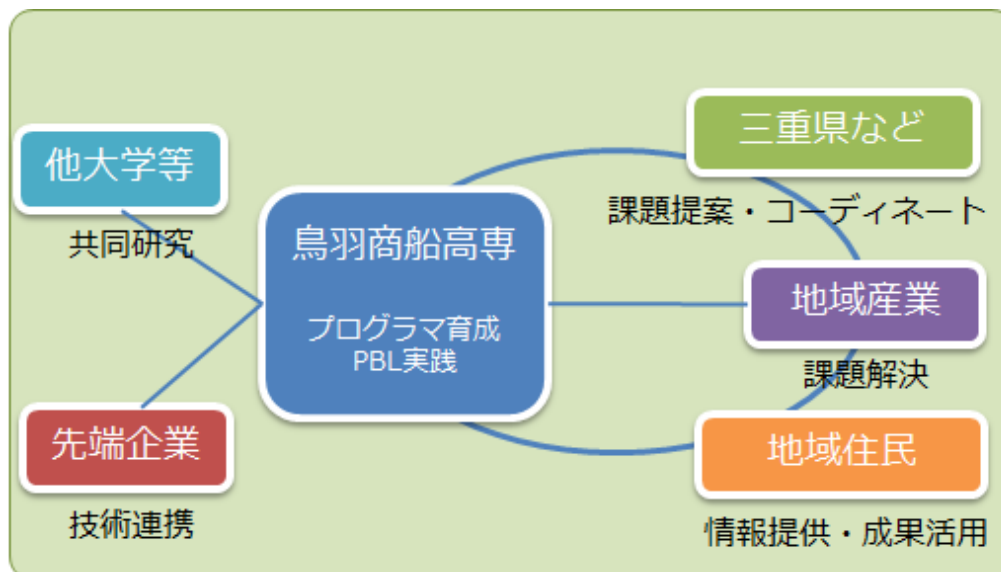 他大学等
共同研究
先端企業
技術連携
鳥羽商船高専
プログラマ育成
PBL実践
三重県など
課題提案・コーディネート
地域産業
課題解決
地域住民
情報提供・成果活用